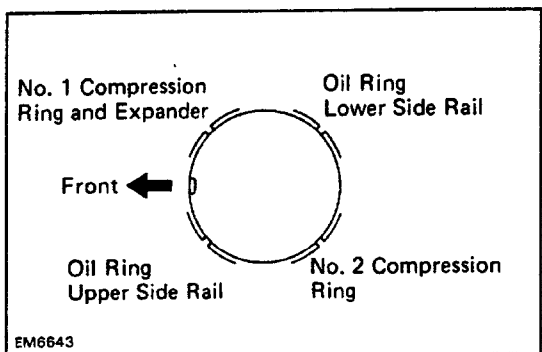 No. 1 Compression
Ring and Expander
Oil Ring
Lower Side Rail
Front
Oil Ring
Upper Side Rail
No. 2 Compression
Ring
EM6643